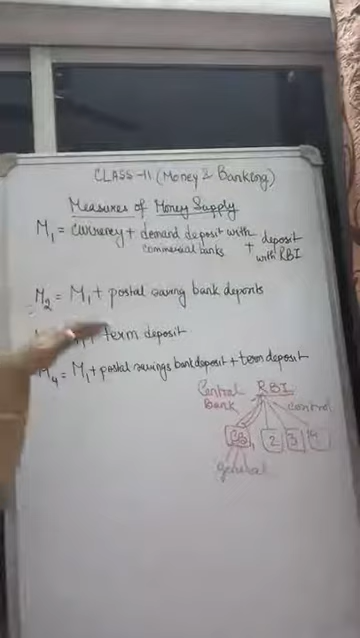 CLASS-11 (Money & Banking)
Measures of Money Supply
M1 = currency + demand deposit with commercial banks + deposit with RBI
M2 = M1 + postal saving bank deposits
+ term deposit
M4 = M1 + postal savings bank deposit + term deposit
Central Bank RBI
control
CB 2 3 4
general